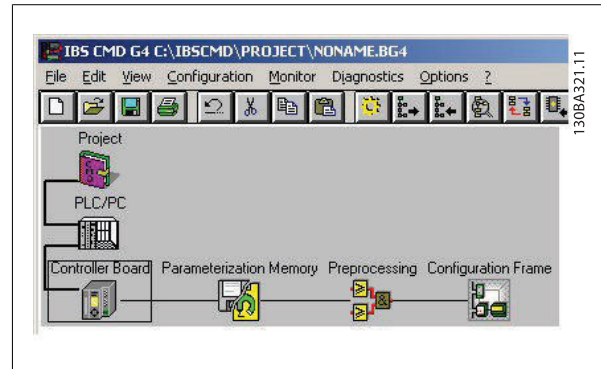 IBS CMD G4 C:\IBSCMD\PROJECT\NONAME.BG4
File Edit View Configuration Monitor Diagnostics Options ?
130BA321.11
Project
PLC/PC
Controller Board Parameterization Memory Preprocessing Configuration Frame